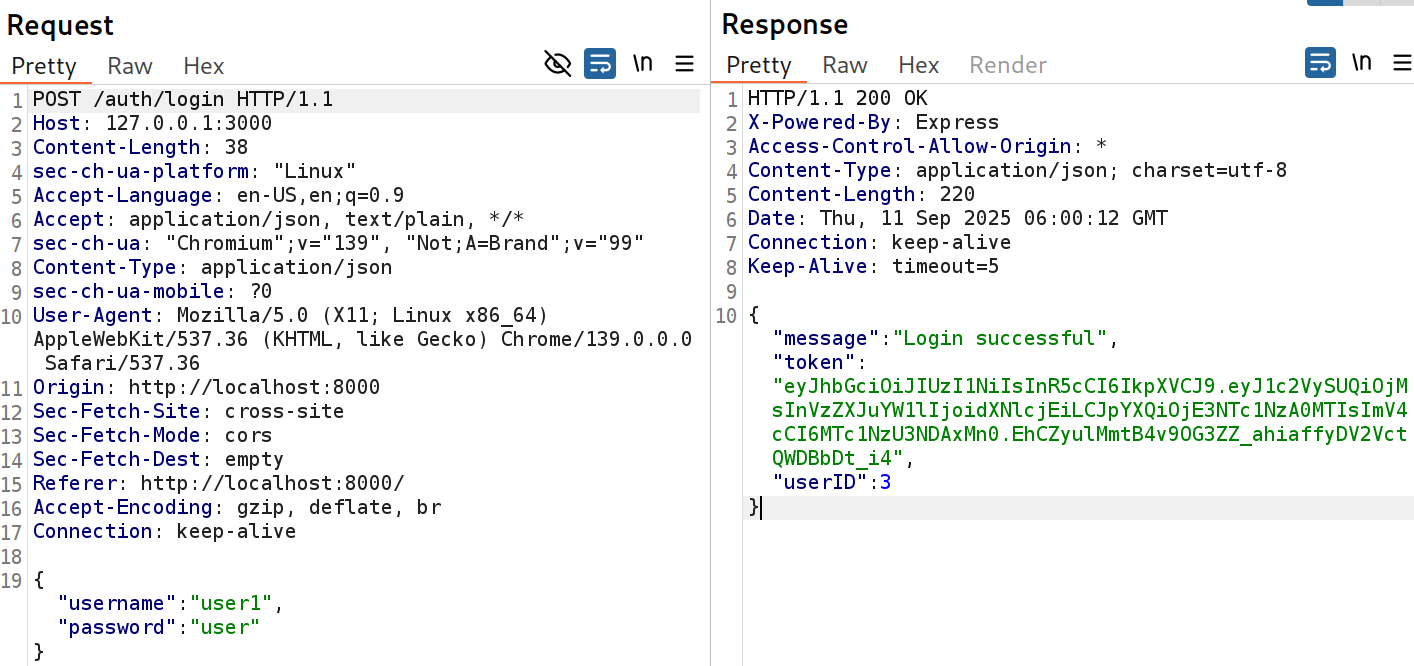 Request
Pretty Raw Hex \n
1 POST /auth/login HTTP/1.1
2 Host: 127.0.0.1:3000
3 Content-Length: 38
4 sec-ch-ua-platform: "Linux"
5 Accept-Language: en-US,en;q=0.9
6 Accept: application/json, text/plain, */*
7 sec-ch-ua: "Chromium";v="139", "Not;A=Brand";v="99"
8 Content-Type: application/json
9 sec-ch-ua-mobile: ?0
10 User-Agent: Mozilla/5.0 (X11; Linux x86_64)
AppleWebKit/537.36 (KHTML, like Gecko) Chrome/139.0.0.0
Safari/537.36
11 Origin: http://localhost:8000
12 Sec-Fetch-Site: cross-site
13 Sec-Fetch-Mode: cors
14 Sec-Fetch-Dest: empty
15 Referer: http://localhost:8000/
16 Accept-Encoding: gzip, deflate, br
17 Connection: keep-alive
18
19 {
"username":"user1",
"password":"user"
}
Response
Pretty Raw Hex Render \n
1 HTTP/1.1 200 OK
2 X-Powered-By: Express
3 Access-Control-Allow-Origin: *
4 Content-Type: application/json; charset=utf-8
5 Content-Length: 220
6 Date: Thu, 11 Sep 2025 06:00:12 GMT
7 Connection: keep-alive
8 Keep-Alive: timeout=5
9
10 {
"message":"Login successful",
"token":
"eyJhbGciOiJIUzI1NiIsInR5cCI6IkpXVCJ9.eyJ1c2VySUQiOjM
sInVzZXJuYW1lIjoidXNlcjEiLCJpYXQiOjE3NTc1NzA0MTIsImV4
cCI6MTc1NzU3NDAxMn0.EhCZyulMmtB4v9OG3ZZ_ahiaffyDV2Vct
QWDBbDt_i4",
"userID":3
}